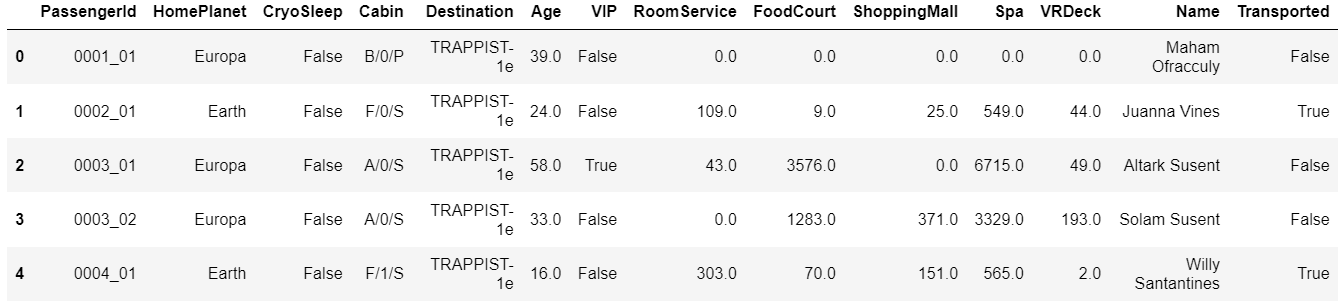 PassengerId HomePlanet CryoSleep Cabin Destination Age VIP RoomService FoodCourt ShoppingMall Spa VRDeck Name Transported
0 0001_01 Europa False B/0/P TRAPPIST-1e 39.0 False 0.0 0.0 0.0 0.0 0.0 Maham Ofracculy False
1 0002_01 Earth False F/0/S TRAPPIST-1e 24.0 False 109.0 9.0 25.0 549.0 44.0 Juanna Vines True
2 0003_01 Europa False A/0/S TRAPPIST-1e 58.0 True 43.0 3576.0 0.0 6715.0 49.0 Altark Susent False
3 0003_02 Europa False A/0/S TRAPPIST-1e 33.0 False 0.0 1283.0 371.0 3329.0 193.0 Solam Susent False
4 0004_01 Earth False F/1/S TRAPPIST-1e 16.0 False 303.0 70.0 151.0 565.0 2.0 Willy Santantines True